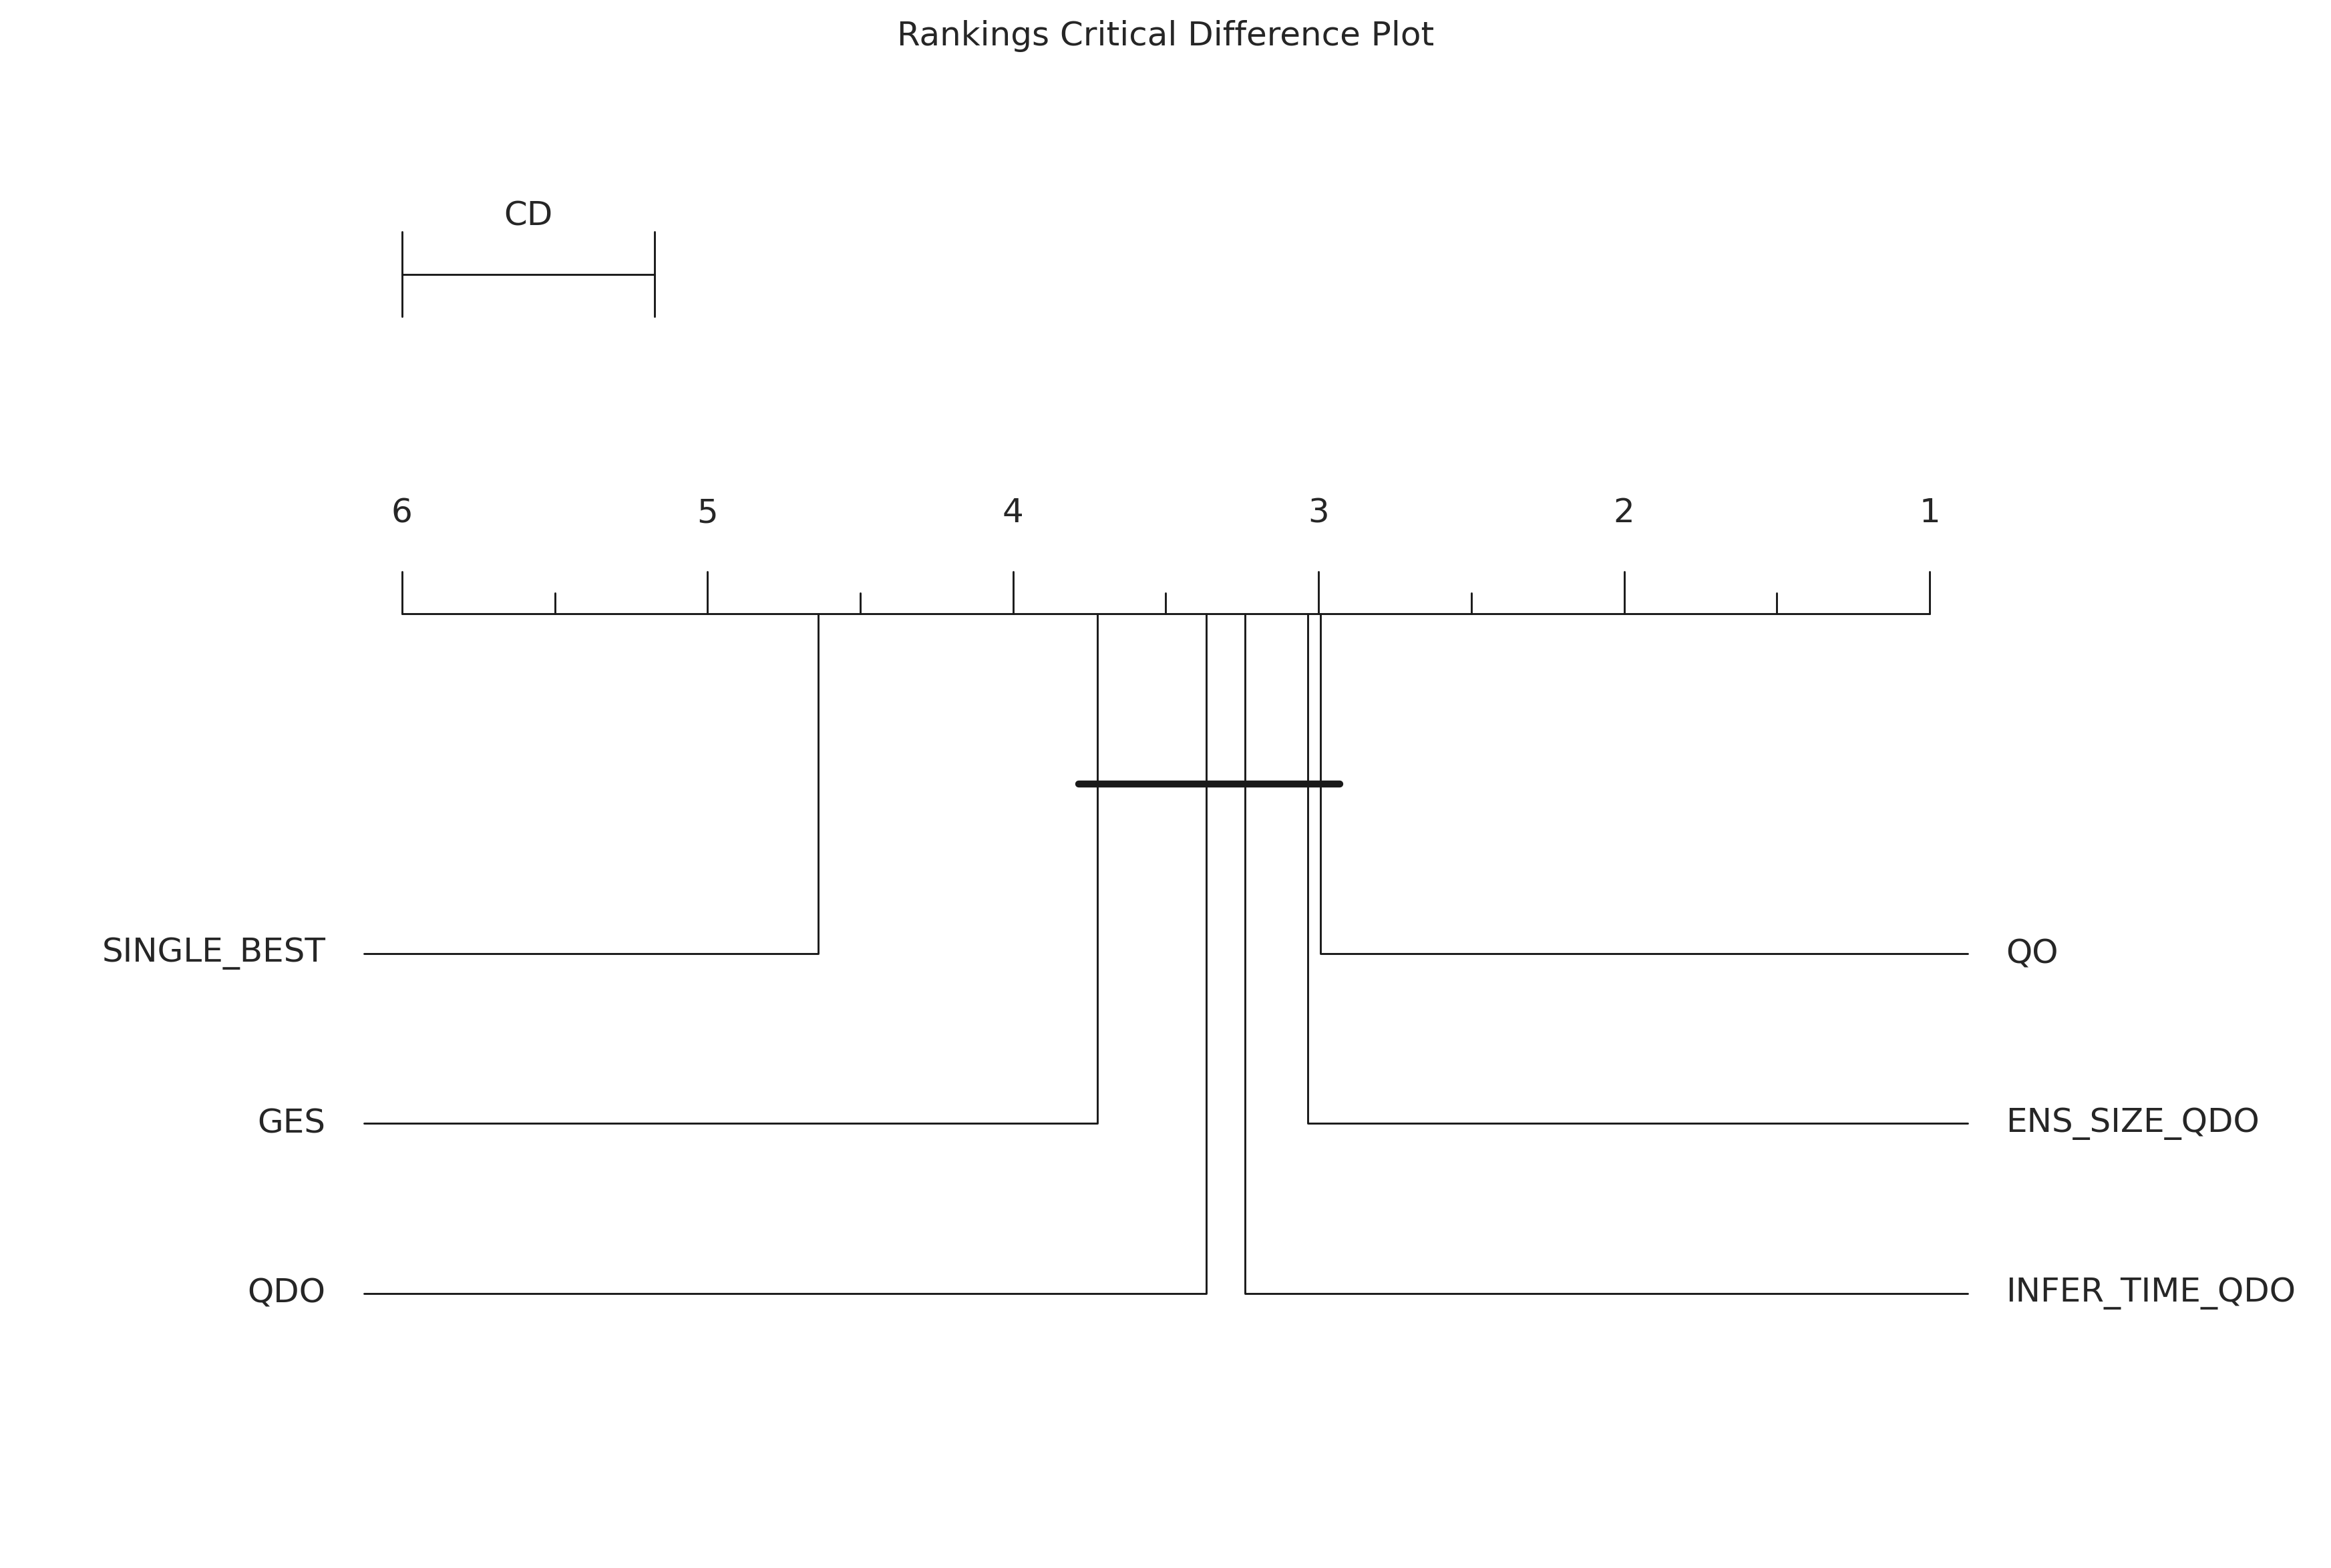 Rankings Critical Difference Plot
CD
6 5 4 3 2 1
SINGLE_BEST QO
GES ENS_SIZE_QDO
QDO INFER_TIME_QDO